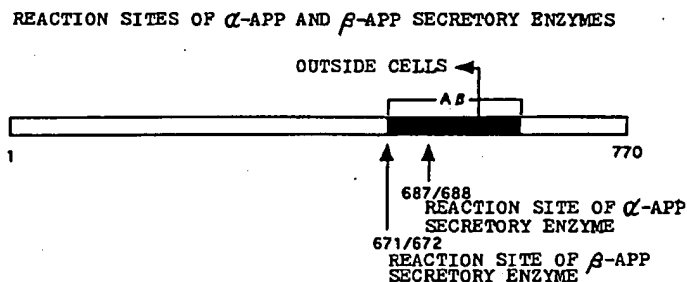 REACTION SITES OF α-APP AND β-APP SECRETORY ENZYMES
OUTSIDE CELLS
Aβ
1
770
687/688
REACTION SITE OF α-APP
SECRETORY ENZYME
671/672
REACTION SITE OF β-APP
SECRETORY ENZYME